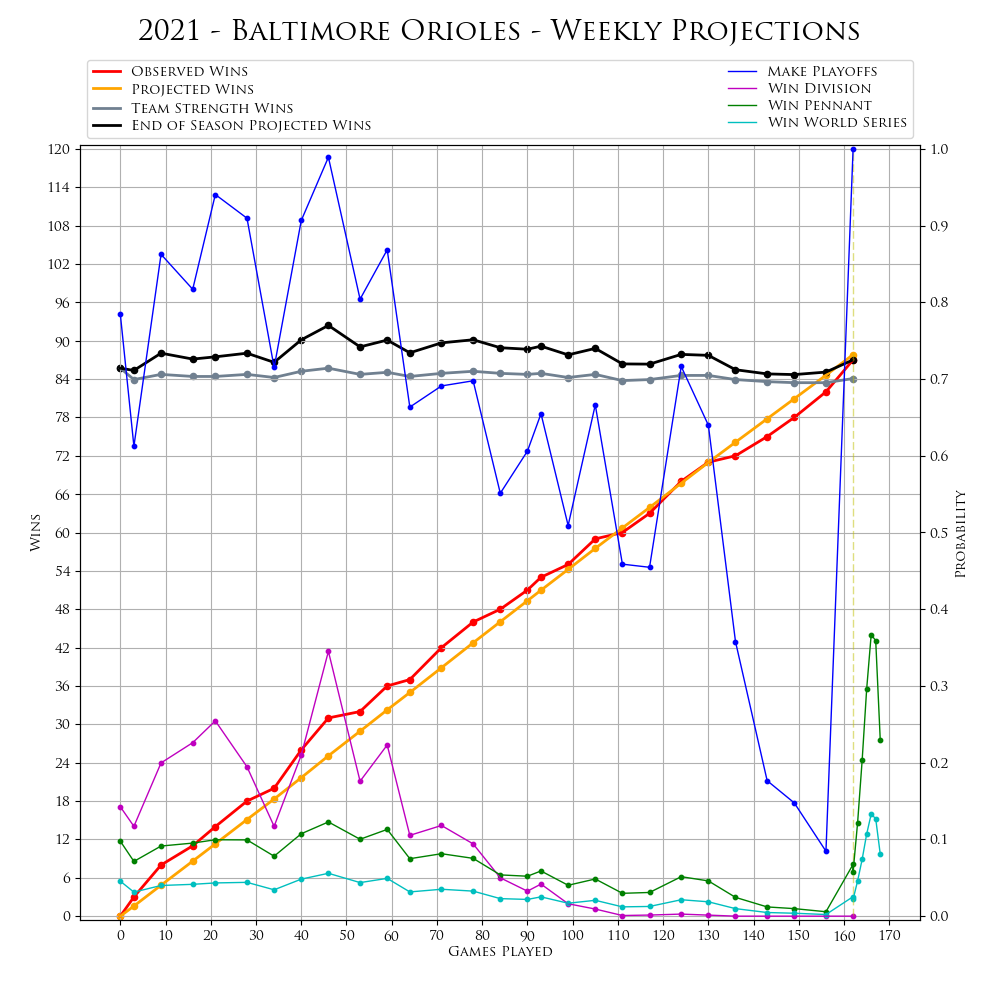 2021 - Baltimore Orioles - Weekly Projections
Observed Wins
Projected Wins
Team Strength Wins
End of Season Projected Wins
Make Playoffs
Win Division
Win Pennant
Win World Series
120
114
108
102
96
90
84
78
72
66
60
54
48
42
36
30
24
18
12
6
0
Wins
1.0
0.9
0.8
0.7
0.6
0.5
0.4
0.3
0.2
0.1
0.0
Probability
0 10 20 30 40 50 60 70 80 90 100 110 120 130 140 150 160 170
Games Played